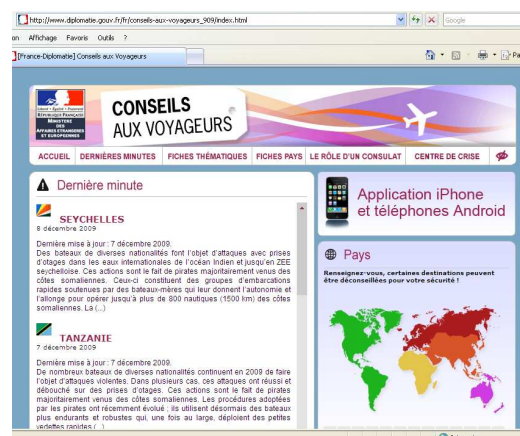 http://www.diplomatie.gouv.fr/fr/conseils-aux-voyageurs_909/index.html
Google
on Affichage Favoris Outils ?
[France-Diplomatie] Conseils aux Voyageurs
Pa
Liberté • Égalité • Fraternité
RÉPUBLIQUE FRANÇAISE
MINISTERE
DES
AFFAIRES ETRANGERES
ET EUROPEENNES
CONSEILS
AUX VOYAGEURS
ACCUEIL DERNIÈRES MINUTES FICHES THÉMATIQUES FICHES PAYS LE RÔLE D'UN CONSULAT CENTRE DE CRISE
Dernière minute
SEYCHELLES
8 décembre 2009
Dernière mise à jour : 7 décembre 2009.
Des bateaux de diverses nationalités font l'objet d'attaques avec prises
d'otages dans les eaux internationales de l'océan Indien et jusqu'en ZEE
seychelloise. Ces actions sont le fait de pirates majoritairement venus des
côtes somaliennes. Ceux-ci constituent des groupes d'embarcations
rapides soutenues par des bateaux-mères qui leur donnent l'autonomie et
l'allonge pour opérer jusqu'à plus de 800 nautiques (1500 km) des côtes
somaliennes. La (...)
TANZANIE
7 décembre 2009
Dernière mise à jour : 7 décembre 2009.
De nombreux bateaux de diverses nationalités continuent en 2009 de faire
l'objet d'attaques violentes. Dans plusieurs cas, ces attaques ont réussi et
débouché sur des prises d'otages. Ces actions sont le fait de pirates
majoritairement venus des côtes somaliennes. Les procédures adoptées
par les pirates ont récemment évolué ; ils utilisent désormais des bateaux
plus endurants et robustes qui, une fois au large, déploient des petites
vedettes rapides (...)
Application iPhone
et téléphones Android
Pays
Renseignez-vous, certaines destinations peuvent
être déconseillées pour votre sécurité !